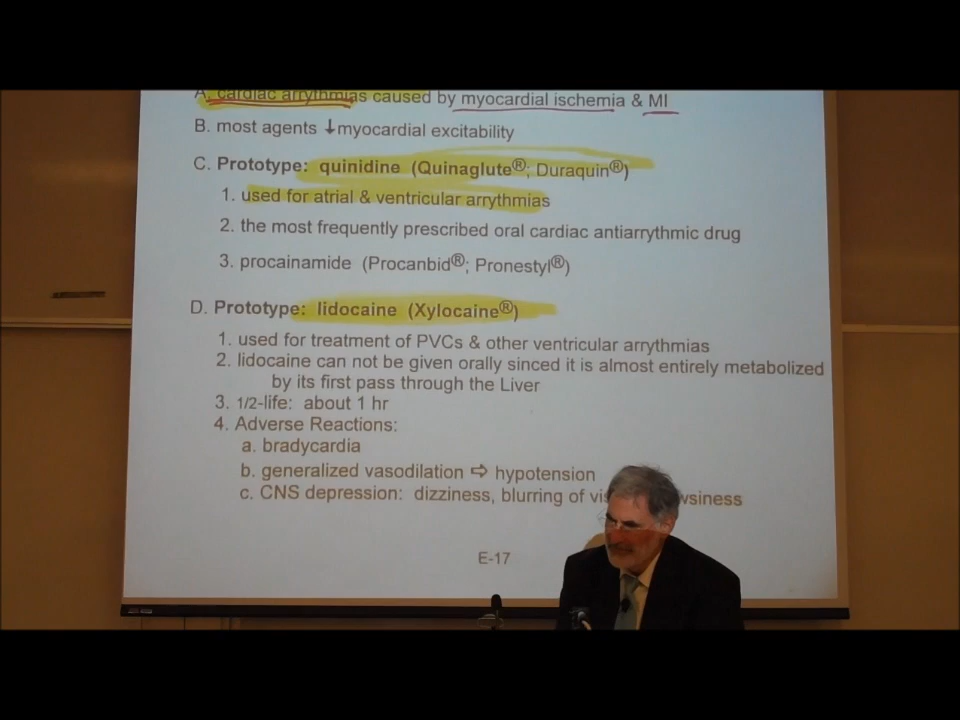 A. cardiac arrythmias caused by myocardial ischemia & MI
B. most agents ↓myocardial excitability
C. Prototype: quinidine (Quinaglute®; Duraquin®)
1. used for atrial & ventricular arrythmias
2. the most frequently prescribed oral cardiac antiarrythmic drug
3. procainamide (Procanbid®; Pronestyl®)
D. Prototype: lidocaine (Xylocaine®)
1. used for treatment of PVCs & other ventricular arrythmias
2. lidocaine can not be given orally sinced it is almost entirely metabolized
by its first pass through the Liver
3. 1/2-life: about 1 hr
4. Adverse Reactions:
a. bradycardia
b. generalized vasodilation ⇨ hypotension
c. CNS depression: dizziness, blurring of
E-17